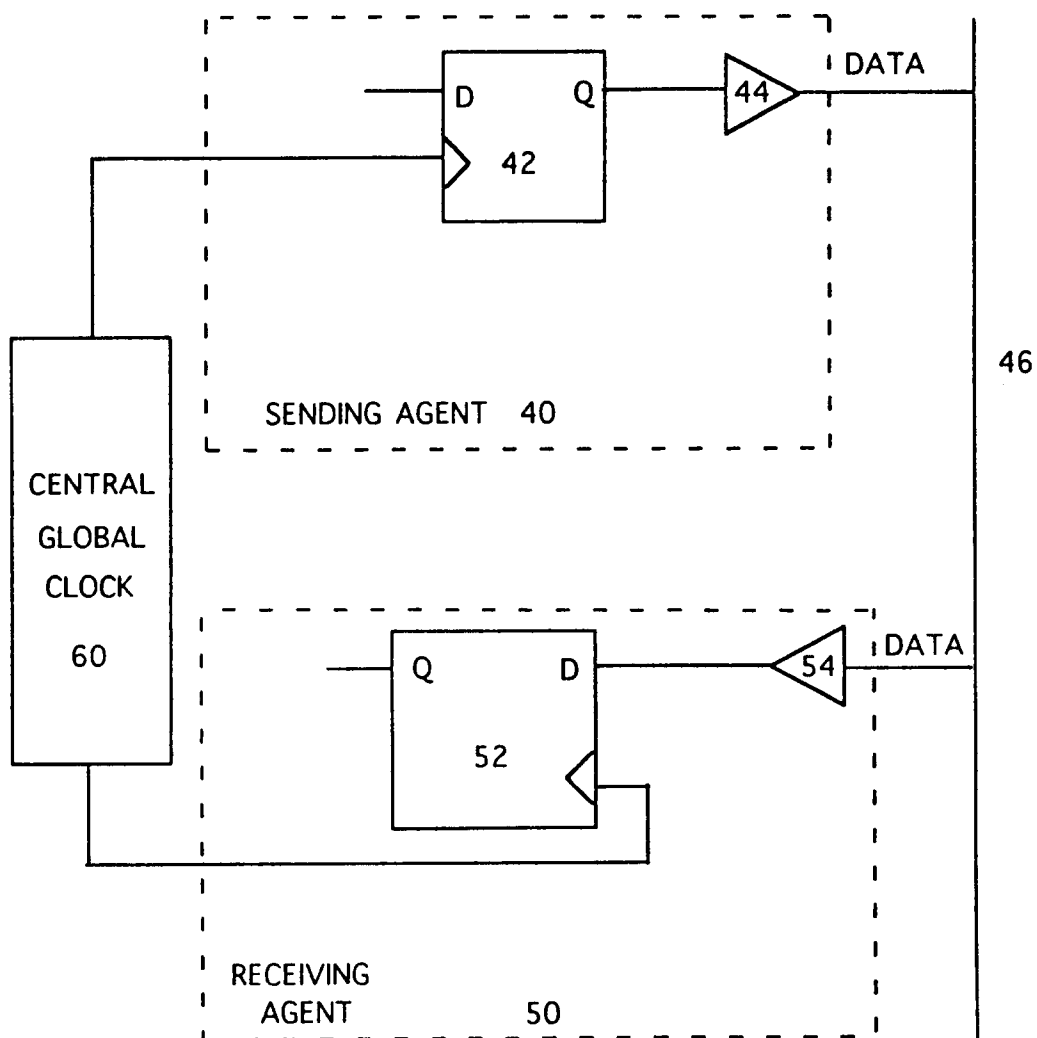 DATA
44
D Q
42
46
SENDING AGENT 40
CENTRAL
GLOBAL
CLOCK
60
DATA
54
Q D
52
RECEIVING
AGENT 50